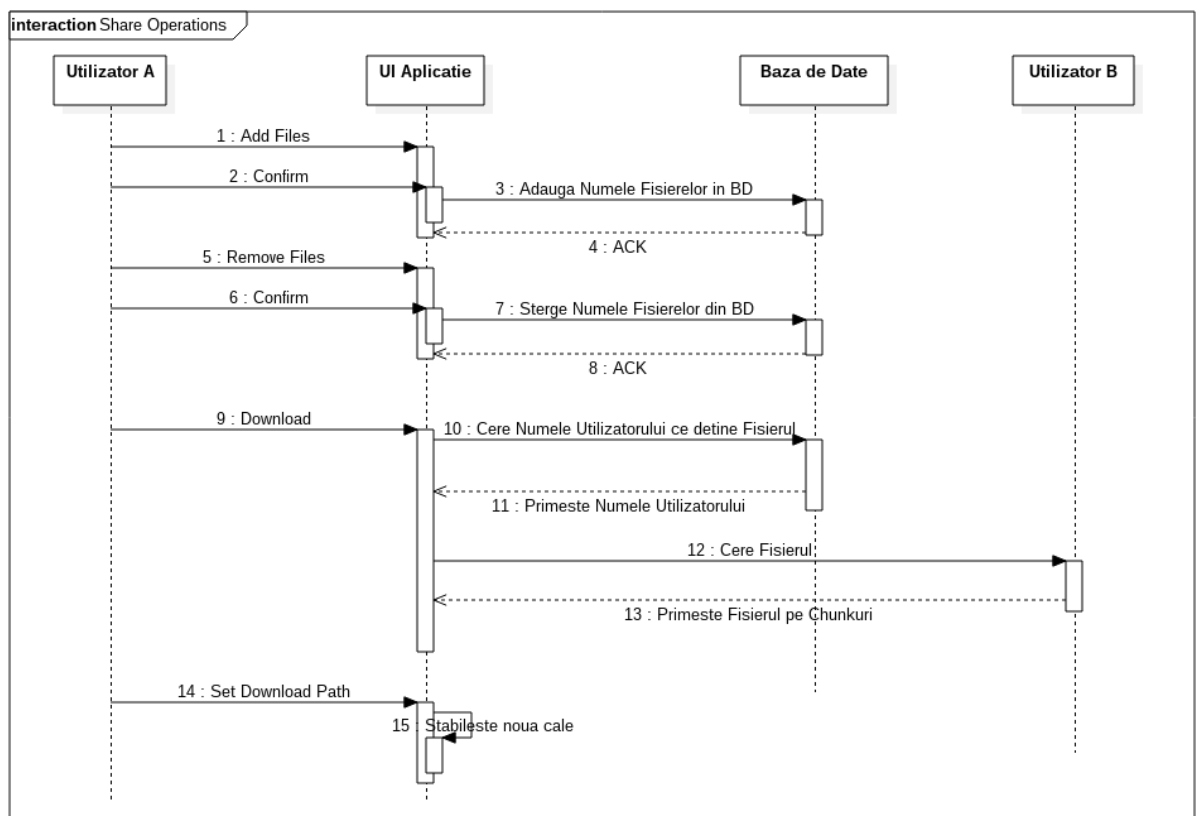 interaction Share Operations
Utilizator A
UI Aplicatie
Baza de Date
Utilizator B
1 : Add Files
2 : Confirm
3 : Adauga Numele Fisierelor in BD
4 : ACK
5 : Remove Files
6 : Confirm
7 : Sterge Numele Fisierelor din BD
8 : ACK
9 : Download
10 : Cere Numele Utilizatorului ce detine Fisierul
11 : Primeste Numele Utilizatorului
12 : Cere Fisierul
13 : Primeste Fisierul pe Chunkuri
14 : Set Download Path
15 : Stabileste noua cale